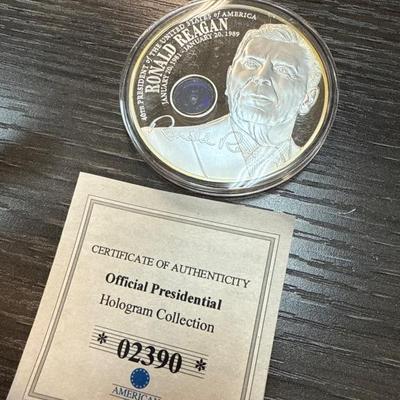 40TH PRESIDENT OF THE UNITED STATES of AMERICA
RONALD REAGAN
JANUARY 20, 1981 - JANUARY 20, 1989
CERTIFICATE OF AUTHENTICITY
Official Presidential
Hologram Collection
* 02390 *
AMERICAN